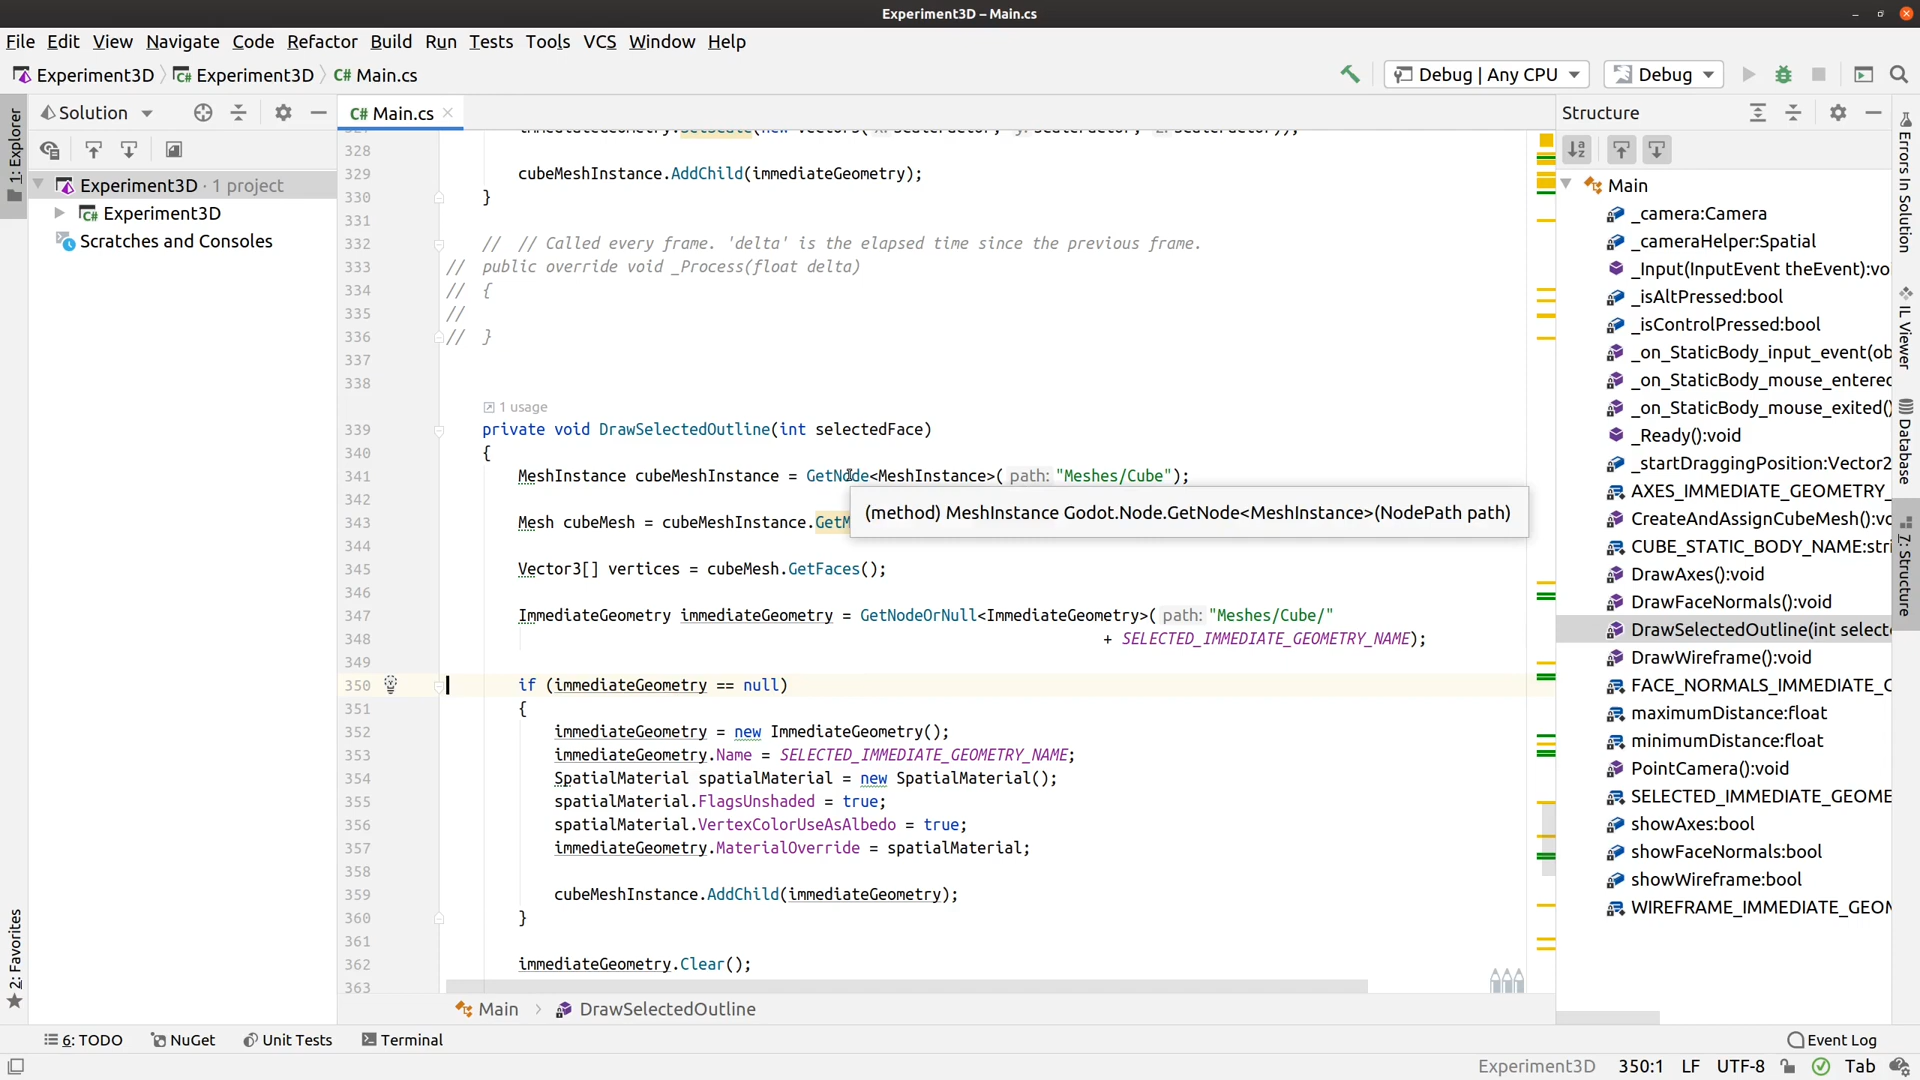 Experiment3D – Main.cs
File Edit View Navigate Code Refactor Build Run Tests Tools VCS Window Help
Experiment3D Experiment3D C# Main.cs
Debug | Any CPU
Debug
Solution
C# Main.cs
Structure
1: Explorer
Experiment3D · 1 project
Experiment3D
Scratches and Consoles
2: Favorites
328
329 cubeMeshInstance.AddChild(immediateGeometry);
330 }
331
332 // // Called every frame. 'delta' is the elapsed time since the previous frame.
333 // public override void _Process(float delta)
334 // {
335 //
336 // }
337
338
1 usage
339 private void DrawSelectedOutline(int selectedFace)
340 {
341 MeshInstance cubeMeshInstance = GetNode<MeshInstance>( path: "Meshes/Cube");
342
(method) MeshInstance Godot.Node.GetNode<MeshInstance>(NodePath path)
343 Mesh cubeMesh = cubeMeshInstance.GetM
344
345 Vector3[] vertices = cubeMesh.GetFaces();
346
347 ImmediateGeometry immediateGeometry = GetNodeOrNull<ImmediateGeometry>( path: "Meshes/Cube/"
348 + SELECTED_IMMEDIATE_GEOMETRY_NAME);
349
350 if (immediateGeometry == null)
351 {
352 immediateGeometry = new ImmediateGeometry();
353 immediateGeometry.Name = SELECTED_IMMEDIATE_GEOMETRY_NAME;
354 SpatialMaterial spatialMaterial = new SpatialMaterial();
355 spatialMaterial.FlagsUnshaded = true;
356 spatialMaterial.VertexColorUseAsAlbedo = true;
357 immediateGeometry.MaterialOverride = spatialMaterial;
358
359 cubeMeshInstance.AddChild(immediateGeometry);
360 }
361
362 immediateGeometry.Clear();
363
Main
_camera:Camera
_cameraHelper:Spatial
_Input(InputEvent theEvent):vo
_isAltPressed:bool
_isControlPressed:bool
_on_StaticBody_input_event(ob
_on_StaticBody_mouse_entered
_on_StaticBody_mouse_exited()
_Ready():void
_startDraggingPosition:Vector2
AXES_IMMEDIATE_GEOMETRY_
CreateAndAssignCubeMesh():vo
CUBE_STATIC_BODY_NAME:stri
DrawAxes():void
DrawFaceNormals():void
DrawSelectedOutline(int selecte
DrawWireframe():void
FACE_NORMALS_IMMEDIATE_G
maximumDistance:float
minimumDistance:float
PointCamera():void
SELECTED_IMMEDIATE_GEOME
showAxes:bool
showFaceNormals:bool
showWireframe:bool
WIREFRAME_IMMEDIATE_GEOM
Errors In Solution
IL Viewer
Database
7: Structure
Main DrawSelectedOutline
6: TODO NuGet Unit Tests Terminal Event Log
Experiment3D 350:1 LF UTF-8 Tab